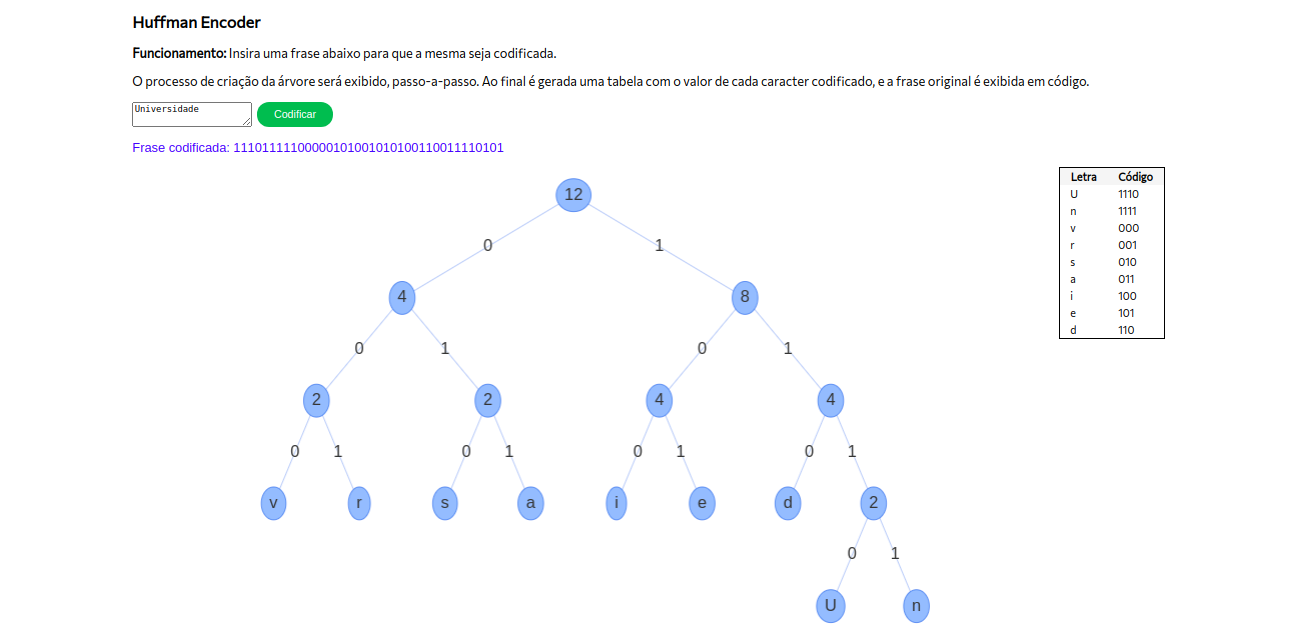 Huffman Encoder
Funcionamento: Insira uma frase abaixo para que a mesma seja codificada.
O processo de criação da árvore será exibido, passo-a-passo. Ao final é gerada uma tabela com o valor de cada caracter codificado, e a frase original é exibida em código.
Universidade Codificar
Frase codificada: 11101111100000101001010100110011110101
Letra Código
U 1110
n 1111
v 000
r 001
s 010
a 011
i 100
e 101
d 110
12
0 1
4 8
0 1 0 1
2 2 4 4
0 1 0 1 0 1 0 1
v r s a i e d 2
0 1
U n